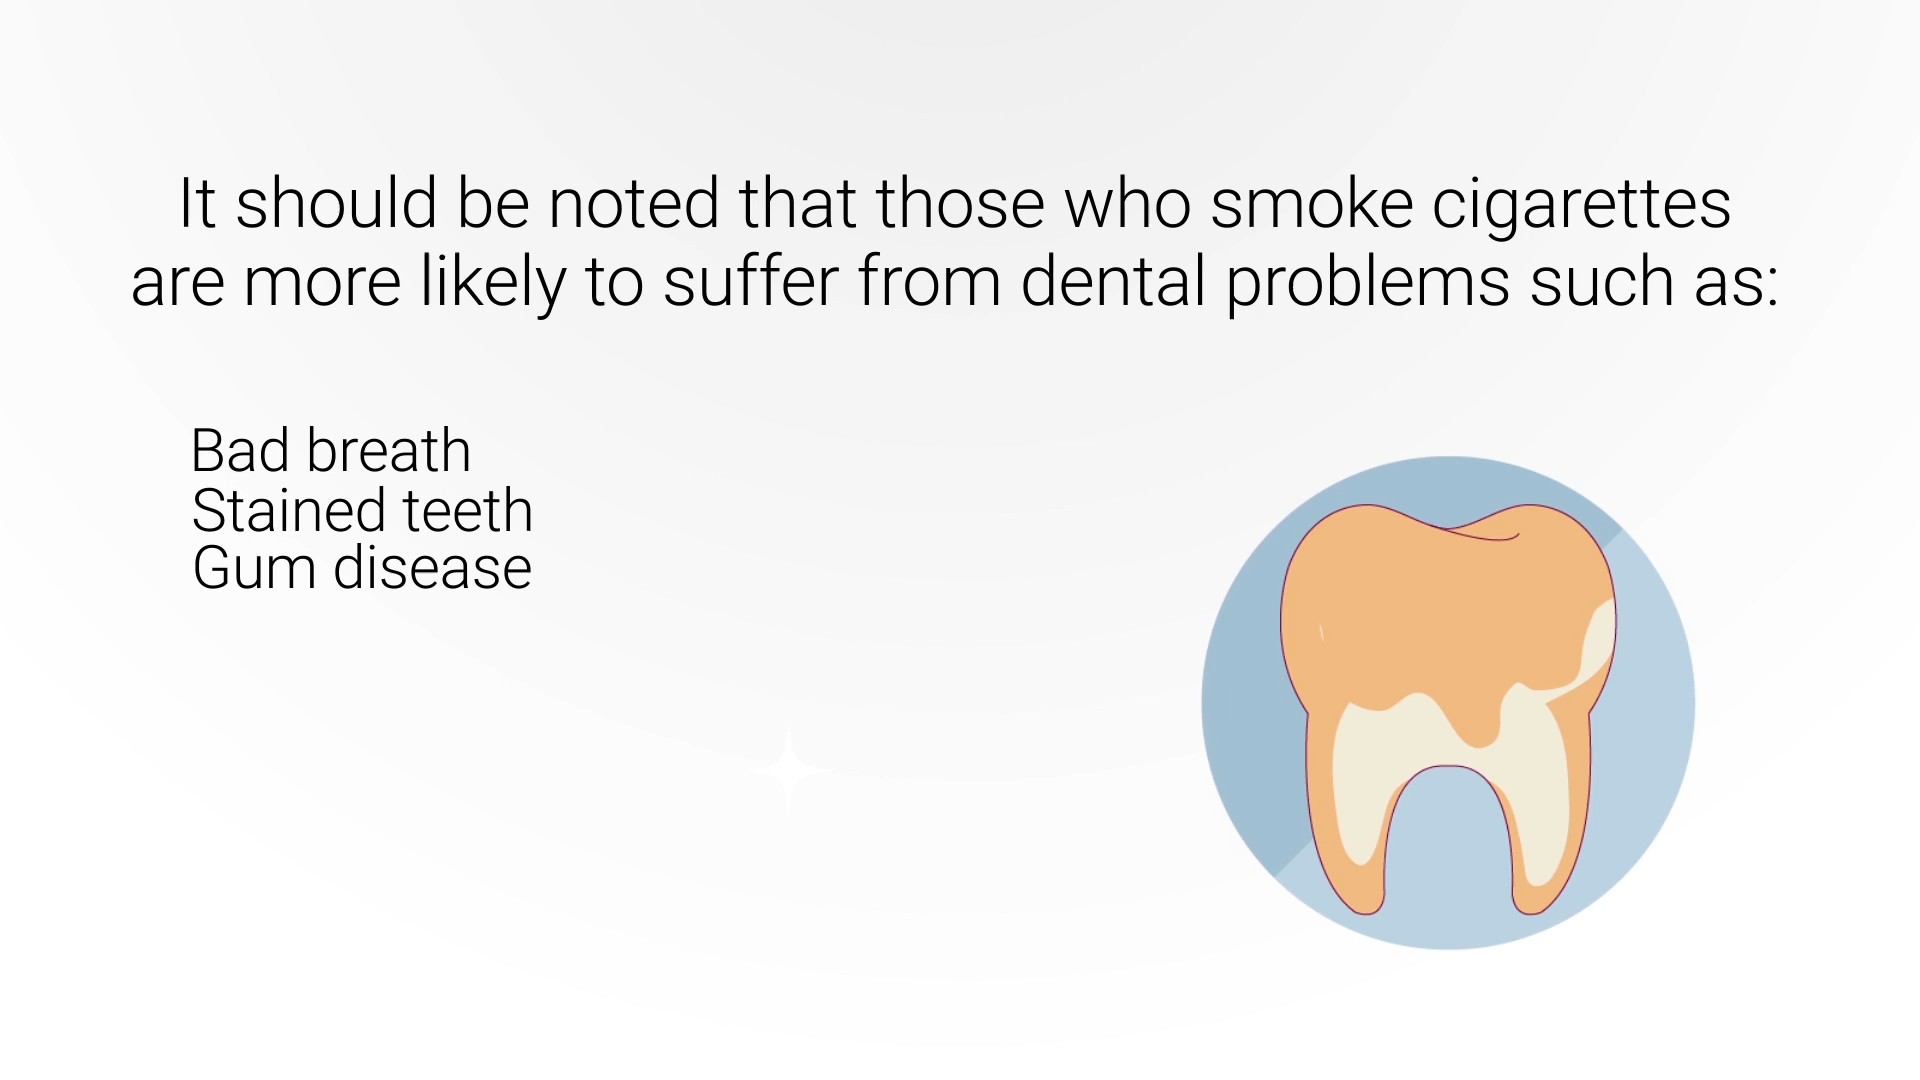 It should be noted that those who smoke cigarettes
are more likely to suffer from dental problems such as:
Bad breath
Stained teeth
Gum disease